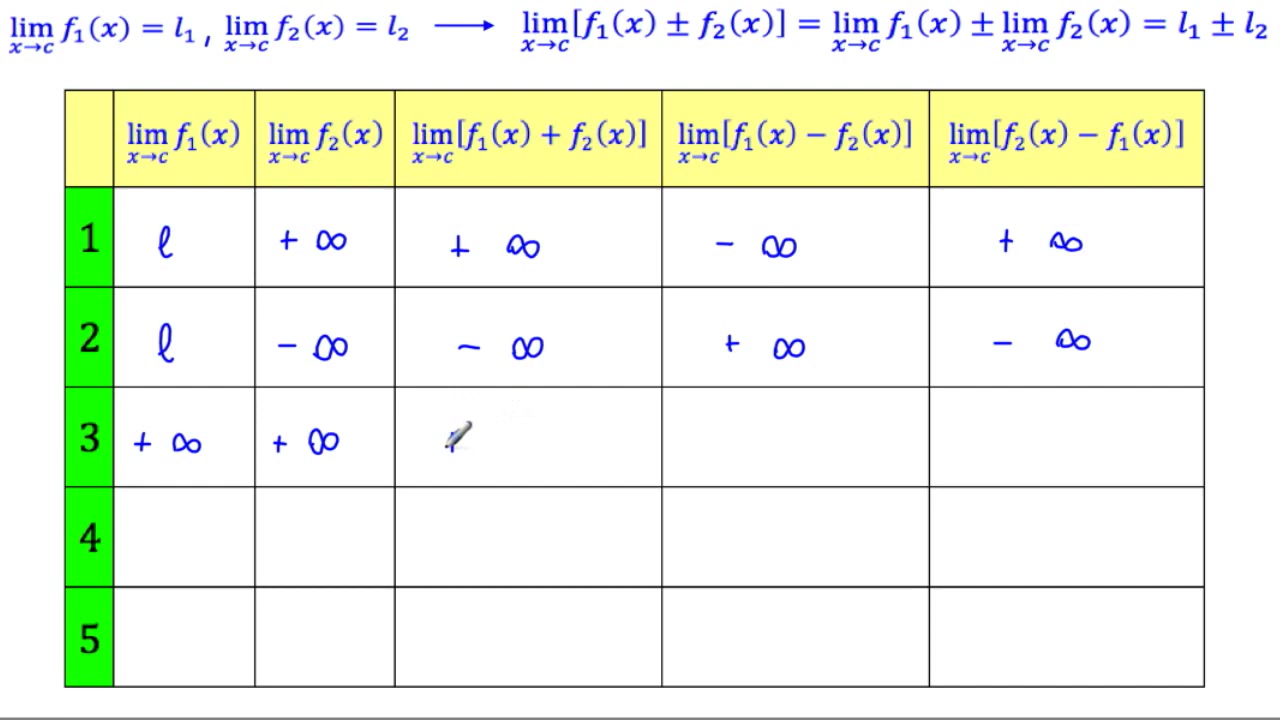 lim x→c f₁(x) = l₁ , lim x→c f₂(x) = l₂ ⟶ lim x→c [f₁(x) ± f₂(x)] = lim x→c f₁(x) ± lim x→c f₂(x) = l₁ ± l₂
lim x→c f₁(x) lim x→c f₂(x) lim x→c [f₁(x) + f₂(x)] lim x→c [f₁(x) − f₂(x)] lim x→c [f₂(x) − f₁(x)]
1 ℓ + ∞ + ∞ − ∞ + ∞
2 ℓ − ∞ − ∞ + ∞ − ∞
3 + ∞ + ∞
4
5